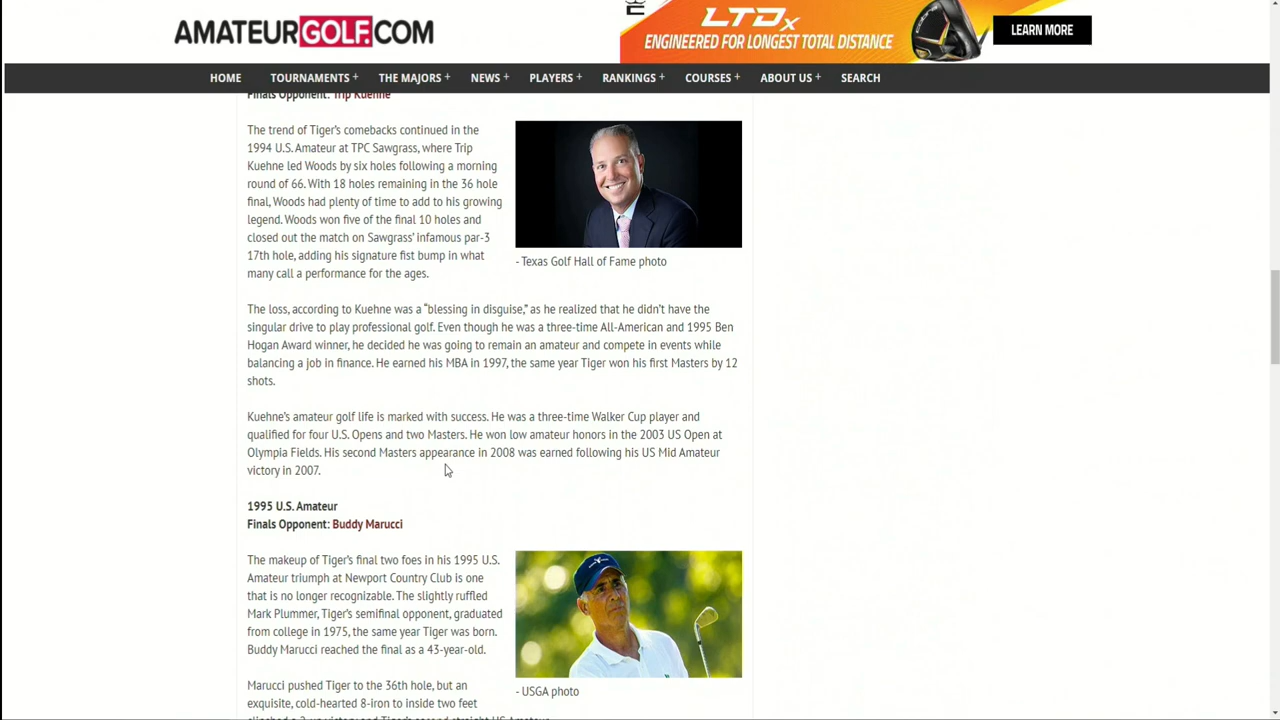 AMATEURGOLF.COM
LTDx
ENGINEERED FOR LONGEST TOTAL DISTANCE
LEARN MORE
HOME TOURNAMENTS + THE MAJORS + NEWS + PLAYERS + RANKINGS + COURSES + ABOUT US + SEARCH
Finals Opponent: Trip Kuehne
The trend of Tiger's comebacks continued in the
1994 U.S. Amateur at TPC Sawgrass, where Trip
Kuehne led Woods by six holes following a morning
round of 66. With 18 holes remaining in the 36 hole
final, Woods had plenty of time to add to his growing
legend. Woods won five of the final 10 holes and
closed out the match on Sawgrass' infamous par-3
17th hole, adding his signature fist bump in what
many call a performance for the ages.
- Texas Golf Hall of Fame photo
The loss, according to Kuehne was a “blessing in disguise,” as he realized that he didn't have the
singular drive to play professional golf. Even though he was a three-time All-American and 1995 Ben
Hogan Award winner, he decided he was going to remain an amateur and compete in events while
balancing a job in finance. He earned his MBA in 1997, the same year Tiger won his first Masters by 12
shots.
Kuehne's amateur golf life is marked with success. He was a three-time Walker Cup player and
qualified for four U.S. Opens and two Masters. He won low amateur honors in the 2003 US Open at
Olympia Fields. His second Masters appearance in 2008 was earned following his US Mid Amateur
victory in 2007.
1995 U.S. Amateur
Finals Opponent: Buddy Marucci
The makeup of Tiger's final two foes in his 1995 U.S.
Amateur triumph at Newport Country Club is one
that is no longer recognizable. The slightly ruffled
Mark Plummer, Tiger's semifinal opponent, graduated
from college in 1975, the same year Tiger was born.
Buddy Marucci reached the final as a 43-year-old.
- USGA photo
Marucci pushed Tiger to the 36th hole, but an
exquisite, cold-hearted 8-iron to inside two feet